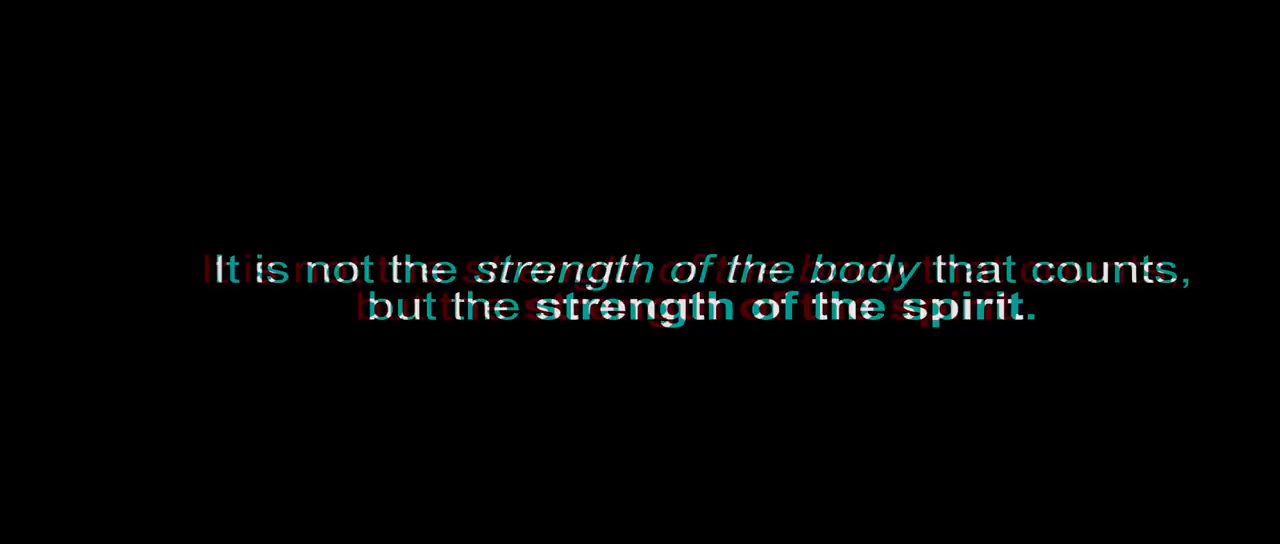 It is not the strength of the body that counts,
but the strength of the spirit.